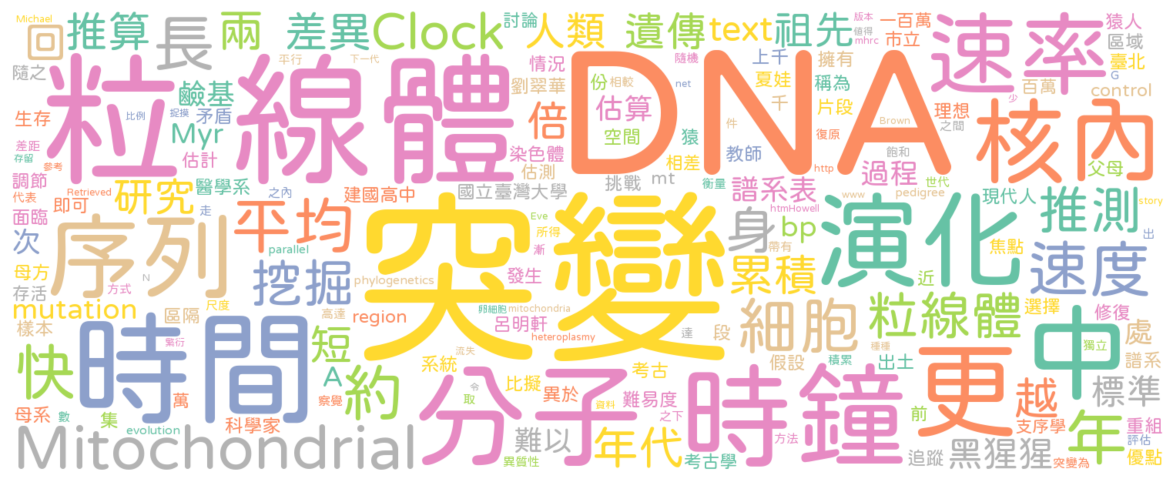 Michael 回 推算 長 兩 差異 Clock 討論 人類 遺傳 text 祖先 版本 值得 mhrc 一百萬 市立 速率 猿人 區域 臺北 G
隨之 平行 下一代 情況 份 相較 隨機 net 上千 夏娃 千 擁有 稱為 片段 百萬 control
粒線體 DNA 核內
鹼基 劉翠華 估算 倍 理想 之間 少
生存 比例 捉摸 矛盾 Myr 空間 猿 件 復原 Brown
差距 存留 參考 估計 染色體 估測 相差 教師 飽和 http 過程 父母
調節 代表 Retrieved 之內 醫學系 建國高中 國立臺灣大學 挑戰 mt 衡量 譜系表 www 世代 pedigree 現代人 story
面臨 即可 研究 走 平均 突變 Eve 所得 漸 htmHowell 身 bp 帶有 演化 焦點 推測 出
次 序列 parallel
母方 存活 N 挖掘 phylogenetics 發生 累積 近 速度
mutation 方式 尺度 區隔 高達 region 卵細胞 mitochondria 達 段 細胞 粒線體 選擇 修復
樣本 繁衍 時間 短 呂明軒 heteroplasmy 假設 種種 出土 積累 中 處 獨立 譜系
快 A 系統 流失 考古
約 分子時鐘 比擬 異於 難易度 更 越 標準
母系 數 集 萬 察覺 令 取 資料 之下 前 支序學 年 重組
Mitochondrial evolution 科學家 異質性 難以 年代 考古學 方法 追蹤 黑猩猩 突變為 評估 優點